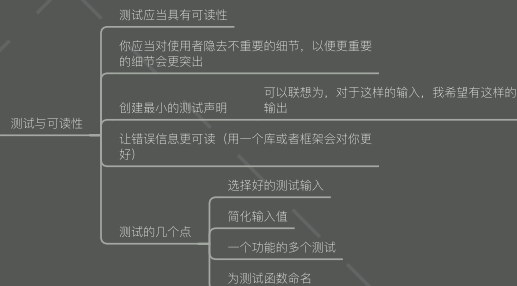 测试应当具有可读性
你应当对使用者隐去不重要的细节，以便更重要
的细节会更突出
可以联想为，对于这样的输入，我希望有这样的
创建最小的测试声明
输出
测试与可读性
让错误信息更可读（用一个库或者框架会对你更
好）
选择好的测试输入
简化输入值
测试的几个点
一个功能的多个测试
为测试函数命名